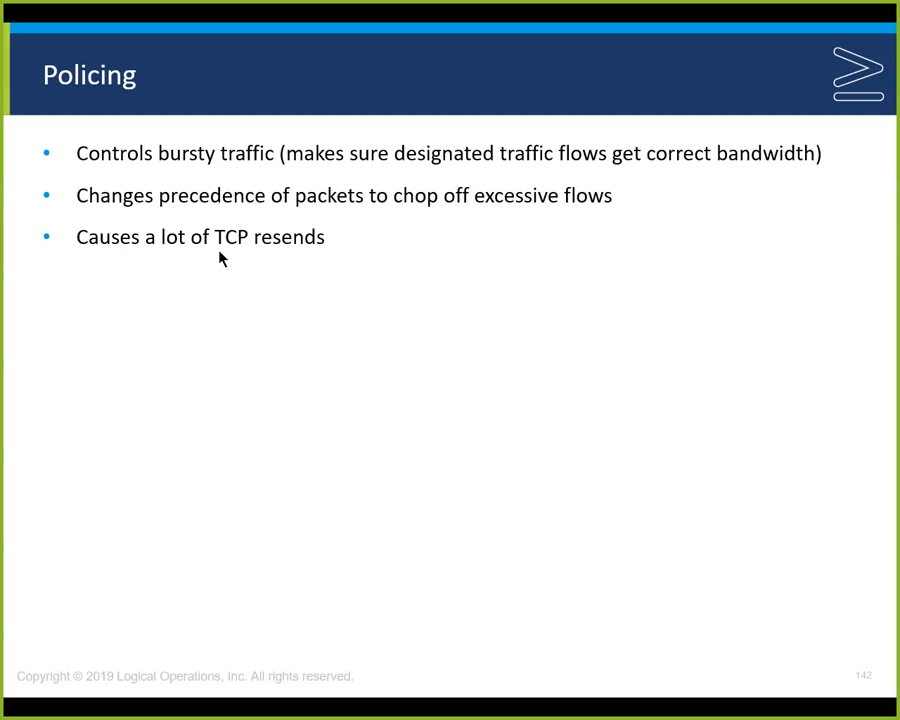 Policing
• Controls bursty traffic (makes sure designated traffic flows get correct bandwidth)
• Changes precedence of packets to chop off excessive flows
• Causes a lot of TCP resends
Copyright © 2019 Logical Operations, Inc. All rights reserved.
142